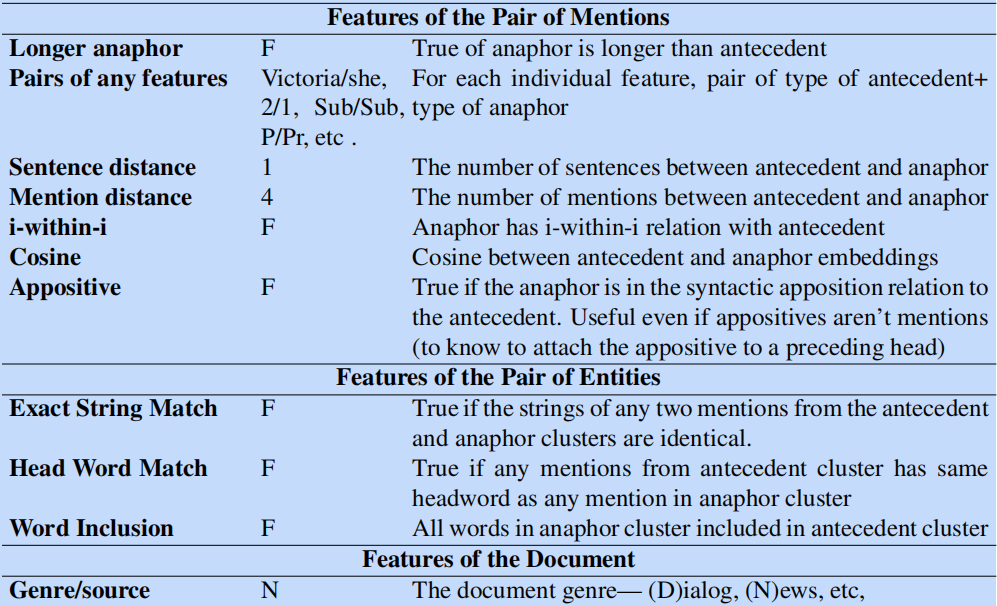 Features of the Pair of Mentions
Longer anaphor F True of anaphor is longer than antecedent
Pairs of any features Victoria/she, For each individual feature, pair of type of antecedent+
2/1, Sub/Sub, type of anaphor
P/Pr, etc .
Sentence distance 1 The number of sentences between antecedent and anaphor
Mention distance 4 The number of mentions between antecedent and anaphor
i-within-i F Anaphor has i-within-i relation with antecedent
Cosine Cosine between antecedent and anaphor embeddings
Appositive F True if the anaphor is in the syntactic apposition relation to
the antecedent. Useful even if appositives aren’t mentions
(to know to attach the appositive to a preceding head)
Features of the Pair of Entities
Exact String Match F True if the strings of any two mentions from the antecedent
and anaphor clusters are identical.
Head Word Match F True if any mentions from antecedent cluster has same
headword as any mention in anaphor cluster
Word Inclusion F All words in anaphor cluster included in antecedent cluster
Features of the Document
Genre/source N The document genre— (D)ialog, (N)ews, etc,